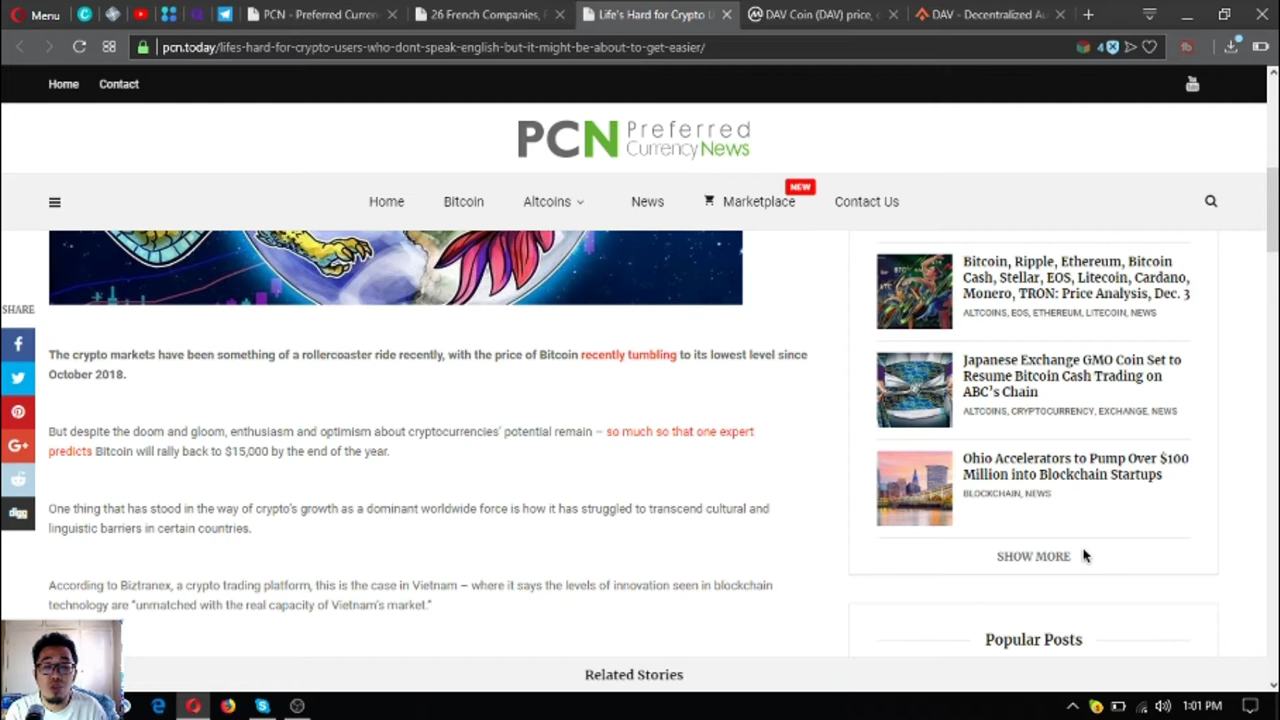 Menu
PCN - Preferred Curren
26 French Companies, F
Life's Hard for Crypto U
DAV Coin (DAV) price, c
DAV - Decentralized Au
pcn.today/lifes-hard-for-crypto-users-who-dont-speak-english-but-it-might-be-about-to-get-easier/
4
Home Contact
You Tube
PCN Preferred
CurrencyNews
NEW
Home Bitcoin Altcoins News Marketplace Contact Us
SHARE
The crypto markets have been something of a rollercoaster ride recently, with the price of Bitcoin recently tumbling to its lowest level since
October 2018.
But despite the doom and gloom, enthusiasm and optimism about cryptocurrencies' potential remain – so much so that one expert
predicts Bitcoin will rally back to $15,000 by the end of the year.
One thing that has stood in the way of crypto's growth as a dominant worldwide force is how it has struggled to transcend cultural and
linguistic barriers in certain countries.
According to Biztranex, a crypto trading platform, this is the case in Vietnam – where it says the levels of innovation seen in blockchain
technology are "unmatched with the real capacity of Vietnam's market."
digg
Bitcoin, Ripple, Ethereum, Bitcoin
Cash, Stellar, EOS, Litecoin, Cardano,
Monero, TRON: Price Analysis, Dec. 3
ALTCOINS, EOS, ETHEREUM, LITECOIN, NEWS
Japanese Exchange GMO Coin Set to
Resume Bitcoin Cash Trading on
ABC's Chain
ALTCOINS, CRYPTOCURRENCY, EXCHANGE, NEWS
Ohio Accelerators to Pump Over $100
Million into Blockchain Startups
BLOCKCHAIN, NEWS
SHOW MORE
Popular Posts
Related Stories
1:01 PM